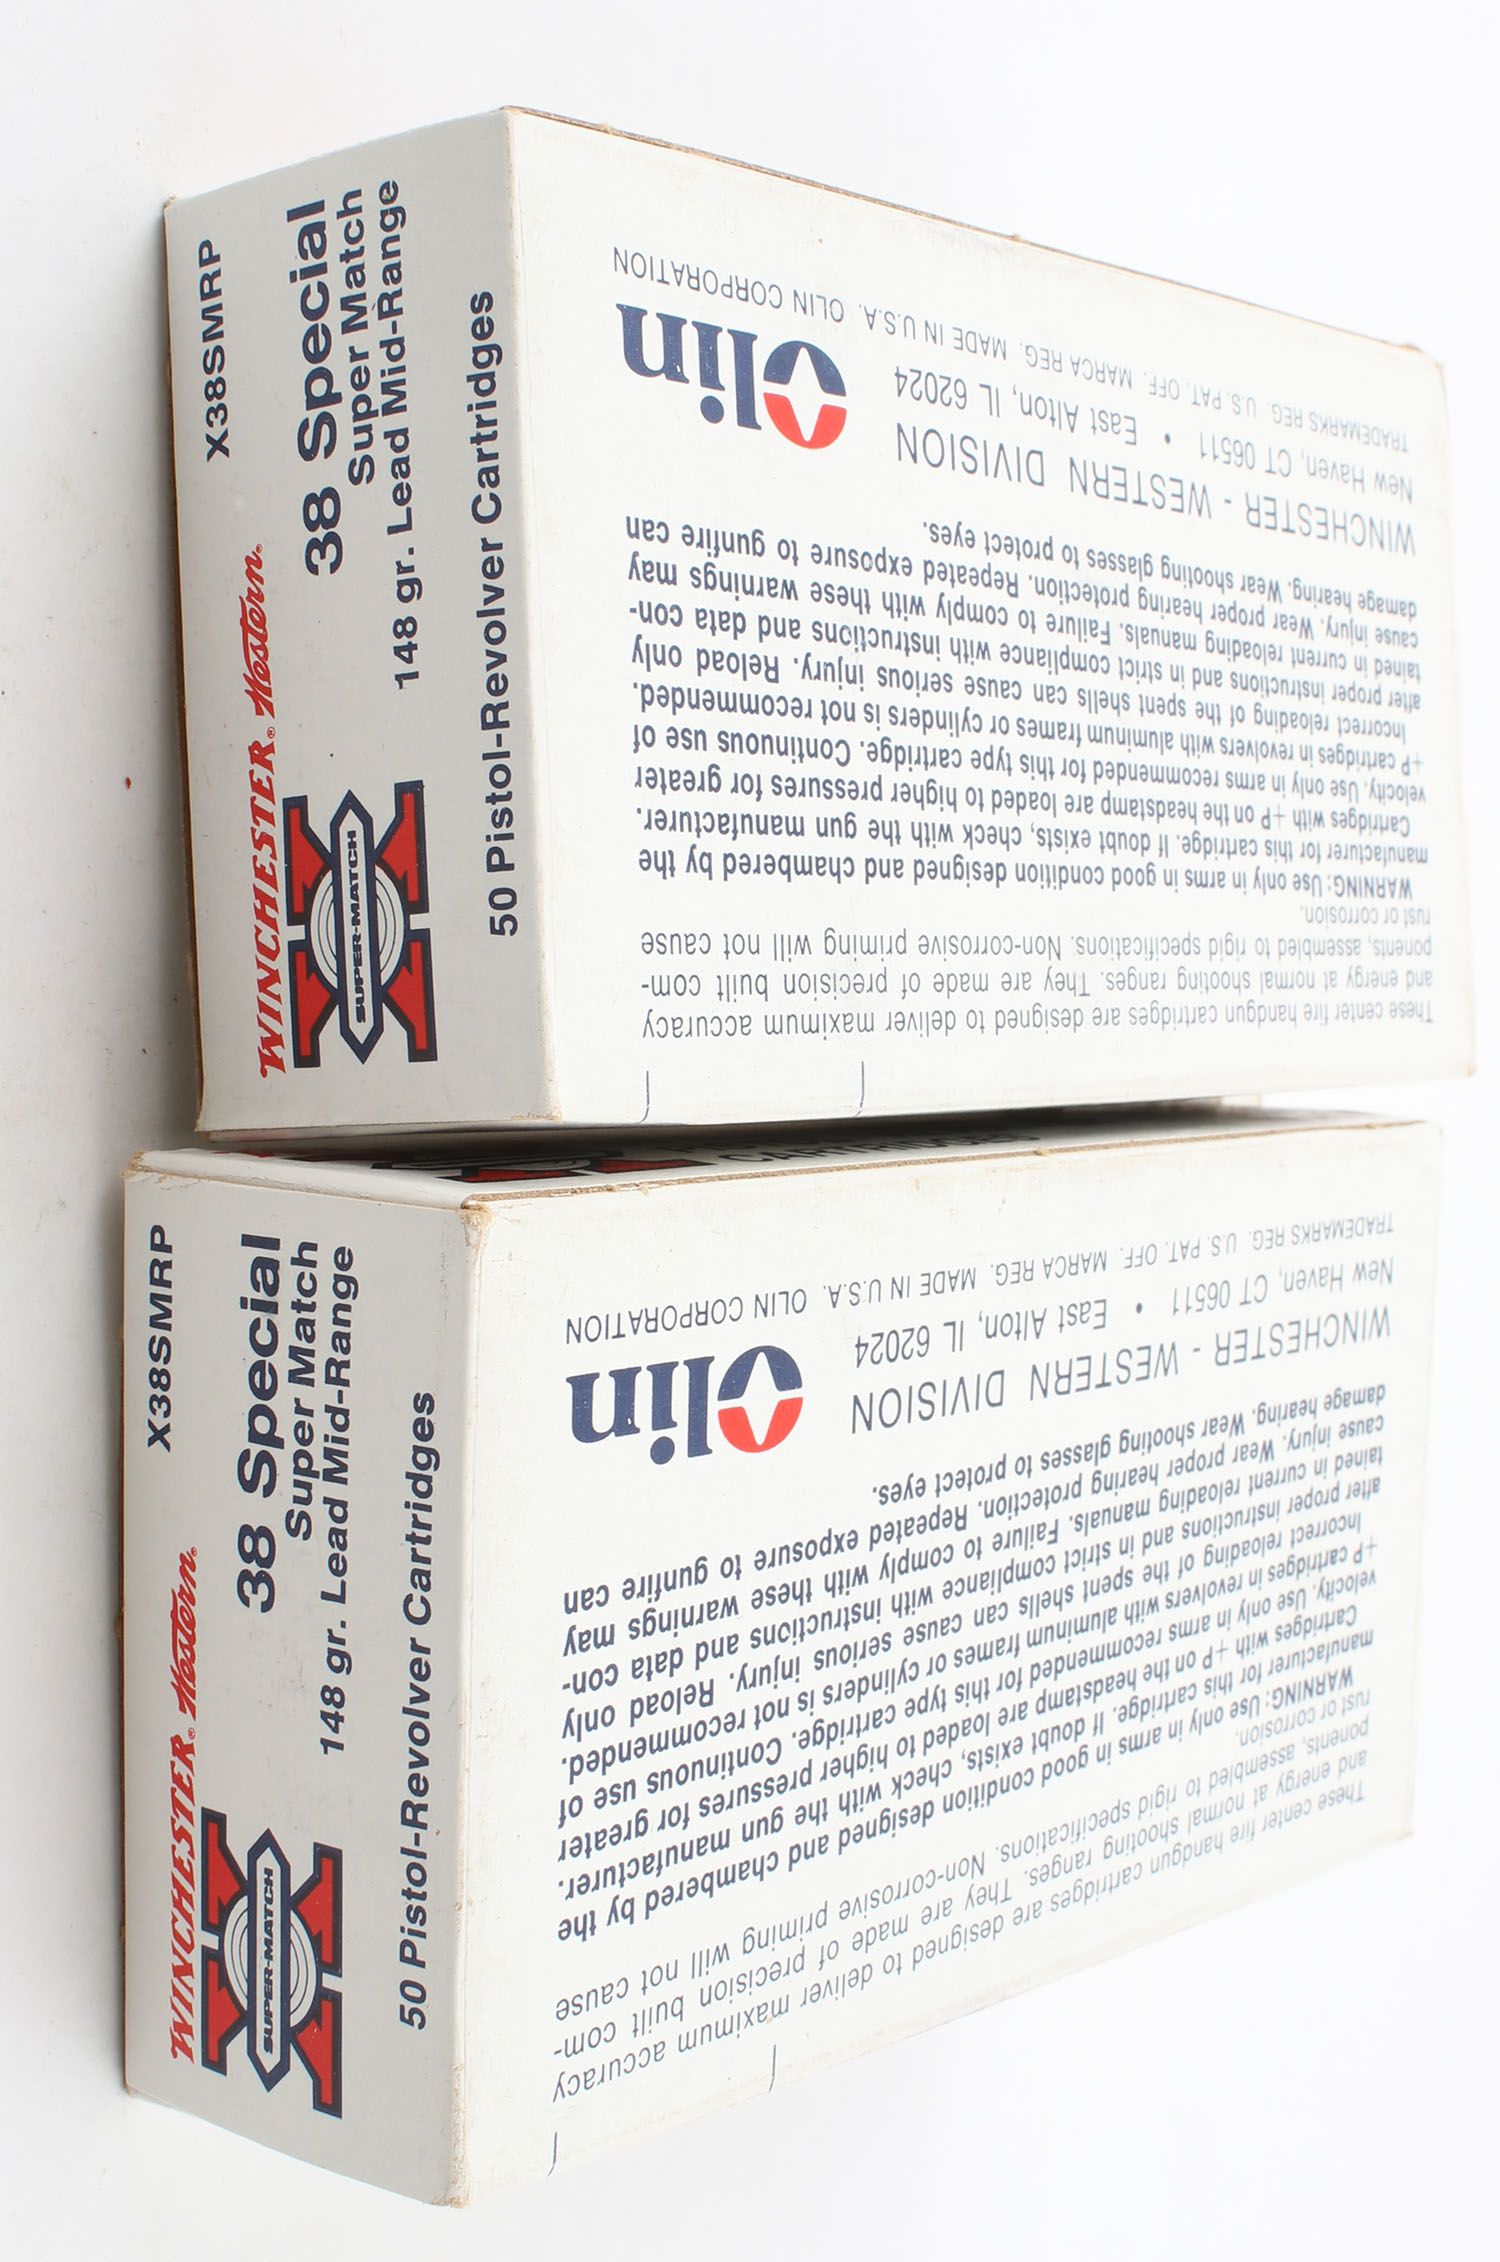 X38SMRP
WINCHESTER® Western®
38 Special
Super Match
148 gr. Lead Mid-Range
SUPER-MATCH
50 Pistol-Revolver Cartridges
These center fire handgun cartridges are designed to deliver maximum accuracy
and energy at normal shooting ranges. They are made of precision built com-
ponents, assembled to rigid specifications. Non-corrosive priming will not cause
rust or corrosion.
WARNING: Use only in arms in good condition designed and chambered by the
manufacturer for this cartridge. If doubt exists, check with the gun manufacturer.
Cartridges with +P on the headstamp are loaded to higher pressures for greater
velocity. Use only in arms recommended for this type cartridge. Continuous use of
+P cartridges in revolvers with aluminum frames or cylinders is not recommended.
Incorrect reloading of the spent shells can cause serious injury. Reload only
after proper instructions and in strict compliance with instructions and data con-
tained in current reloading manuals. Failure to comply with these warnings may
cause injury. Wear proper hearing protection. Repeated exposure to gunfire can
damage hearing. Wear shooting glasses to protect eyes.
WINCHESTER - WESTERN DIVISION
New Haven, CT 06511 • East Alton, IL 62024
Olin
TRADEMARKS REG. U.S. PAT. OFF. MARCA REG. MADE IN U.S.A. OLIN CORPORATION
CARTRIDGES
X38SMRP
WINCHESTER® Western®
38 Special
Super Match
148 gr. Lead Mid-Range
SUPER-MATCH
50 Pistol-Revolver Cartridges
These center fire handgun cartridges are designed to deliver maximum accuracy
and energy at normal shooting ranges. They are made of precision built com-
ponents, assembled to rigid specifications. Non-corrosive priming will not cause
rust or corrosion.
WARNING: Use only in arms in good condition designed and chambered by the
manufacturer for this cartridge. If doubt exists, check with the gun manufacturer.
Cartridges with +P on the headstamp are loaded to higher pressures for greater
velocity. Use only in arms recommended for this type cartridge. Continuous use of
+P cartridges in revolvers with aluminum frames or cylinders is not recommended.
Incorrect reloading of the spent shells can cause serious injury. Reload only
after proper instructions and in strict compliance with instructions and data con-
tained in current reloading manuals. Failure to comply with these warnings may
cause injury. Wear proper hearing protection. Repeated exposure to gunfire can
damage hearing. Wear shooting glasses to protect eyes.
WINCHESTER - WESTERN DIVISION
New Haven, CT 06511 • East Alton, IL 62024
Olin
TRADEMARKS REG. U.S. PAT. OFF. MARCA REG. MADE IN U.S.A. OLIN CORPORATION